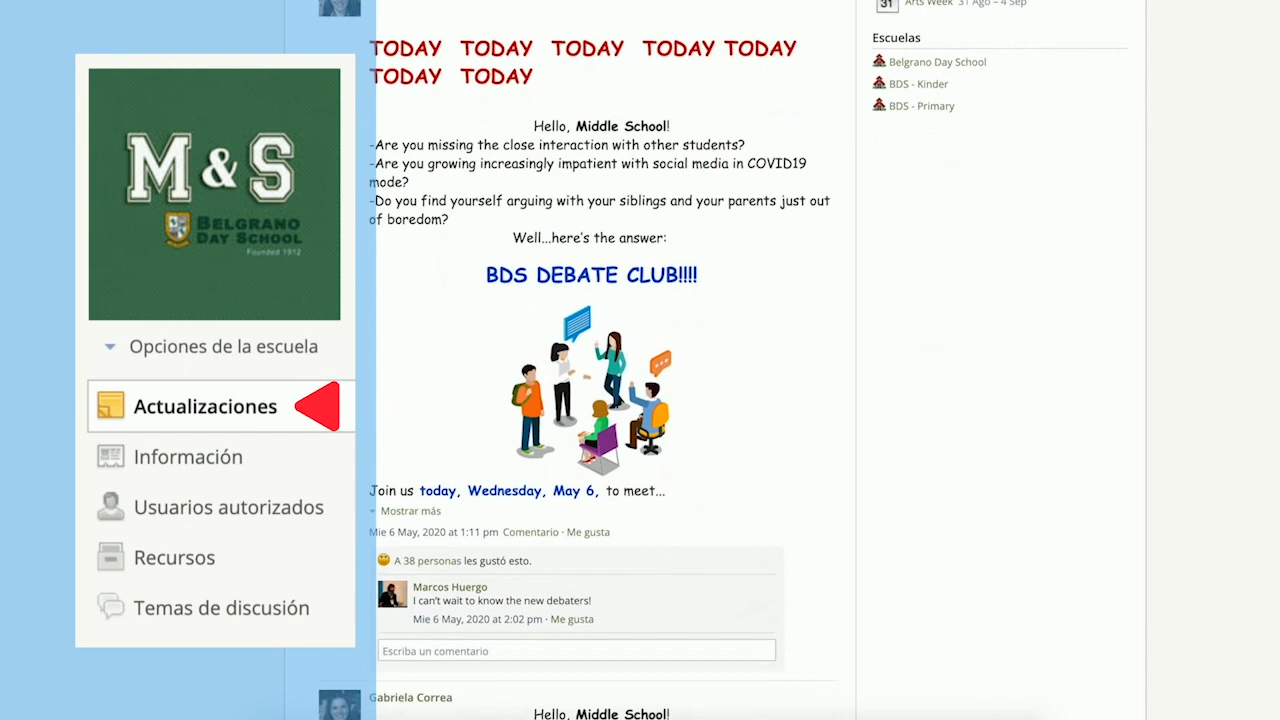 M & S
BELGRANO
DAY SCHOOL
Founded 1912
Opciones de la escuela
Actualizaciones
Información
Usuarios autorizados
Recursos
Temas de discusión
TODAY TODAY TODAY TODAY TODAY
TODAY TODAY
Hello, Middle School!
-Are you missing the close interaction with other students?
-Are you growing increasingly impatient with social media in COVID19
mode?
-Do you find yourself arguing with your siblings and your parents just out
of boredom?
Well...here's the answer:
BDS DEBATE CLUB!!!!
Join us today, Wednesday, May 6, to meet...
Mostrar más
Mie 6 May, 2020 at 1:11 pm Comentario · Me gusta
A 38 personas les gustó esto.
Marcos Huergo
I can't wait to know the new debaters!
Mie 6 May, 2020 at 2:02 pm · Me gusta
Escriba un comentario
Gabriela Correa
Hello, Middle School!
31 Arts Week 31 Ago – 4 Sep
Escuelas
Belgrano Day School
BDS - Kinder
BDS - Primary